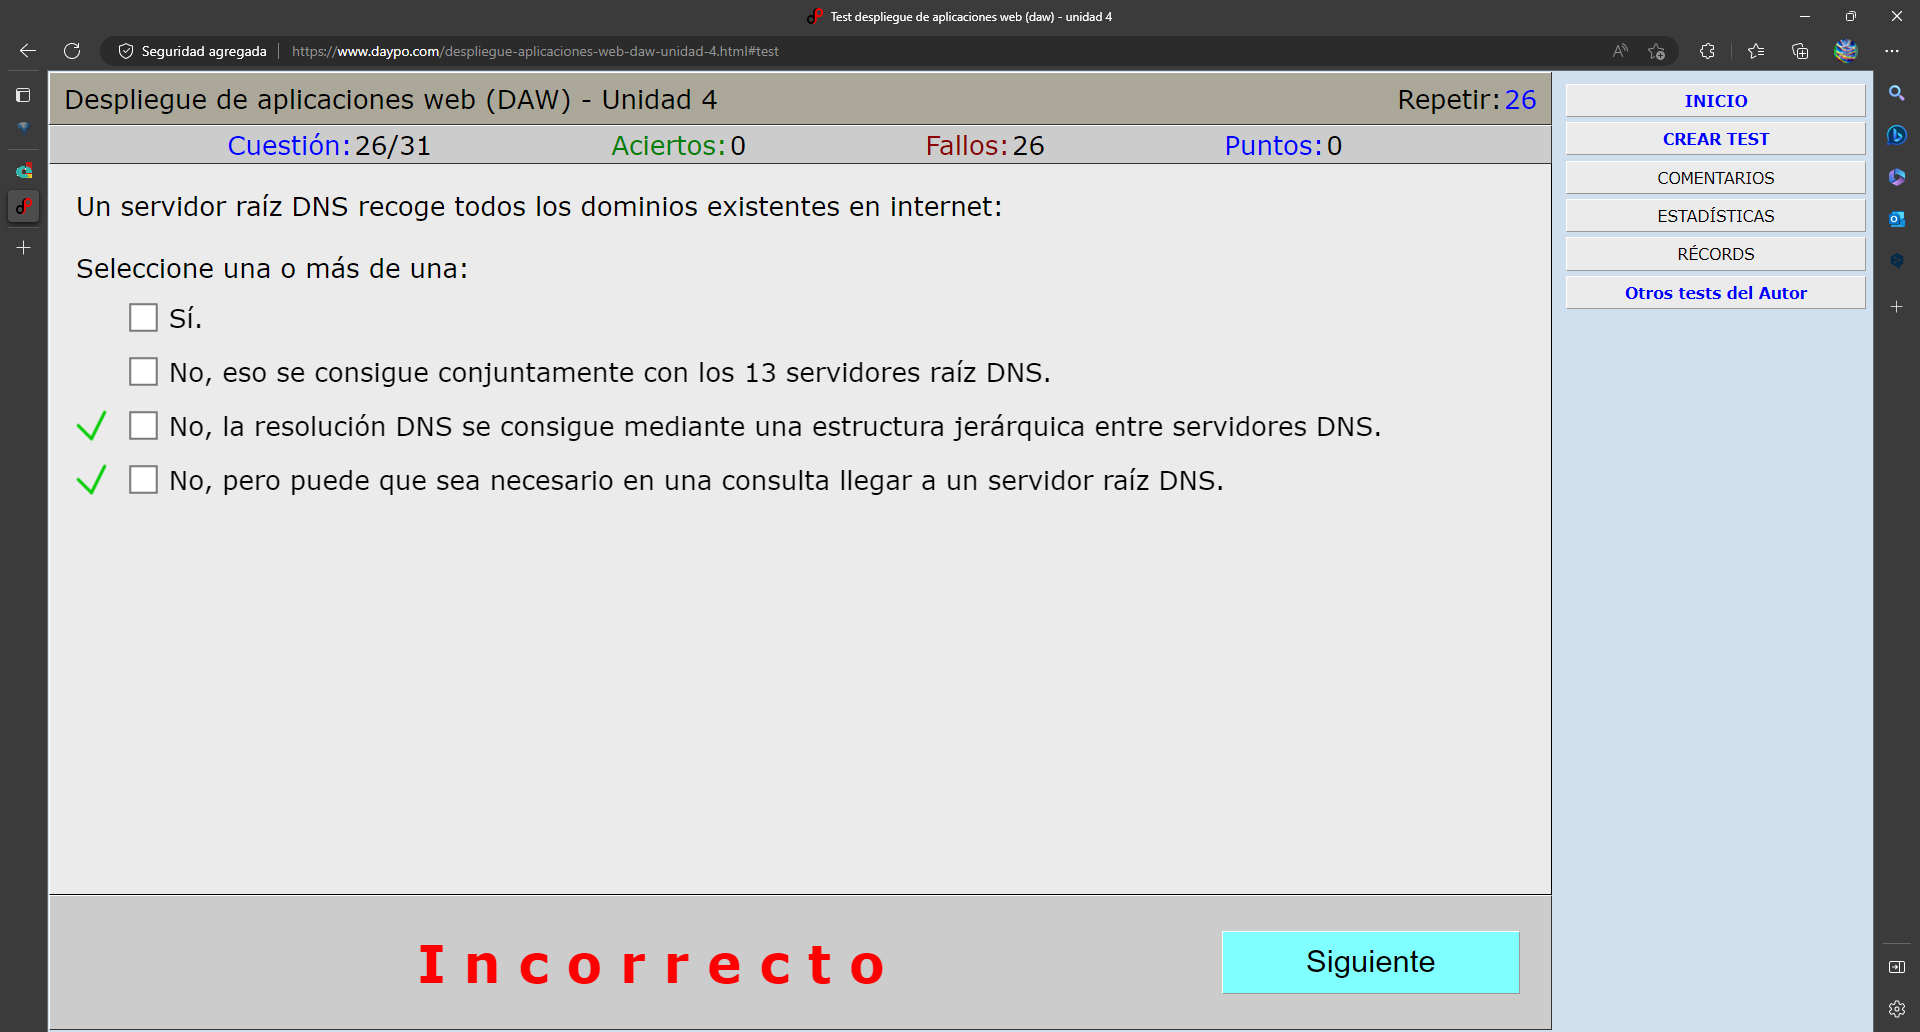 Test despliegue de aplicaciones web (daw) - unidad 4
Seguridad agregada
https://www.daypo.com/despliegue-aplicaciones-web-daw-unidad-4.html#test
Despliegue de aplicaciones web (DAW) - Unidad 4
Repetir: 26
Cuestión: 26/31
Aciertos: 0
Fallos: 26
Puntos: 0
Un servidor raíz DNS recoge todos los dominios existentes en internet:
Seleccione una o más de una:
Sí.
No, eso se consigue conjuntamente con los 13 servidores raíz DNS.
No, la resolución DNS se consigue mediante una estructura jerárquica entre servidores DNS.
No, pero puede que sea necesario en una consulta llegar a un servidor raíz DNS.
Incorrecto
Siguiente
INICIO
CREAR TEST
COMENTARIOS
ESTADÍSTICAS
RÉCORDS
Otros tests del Autor